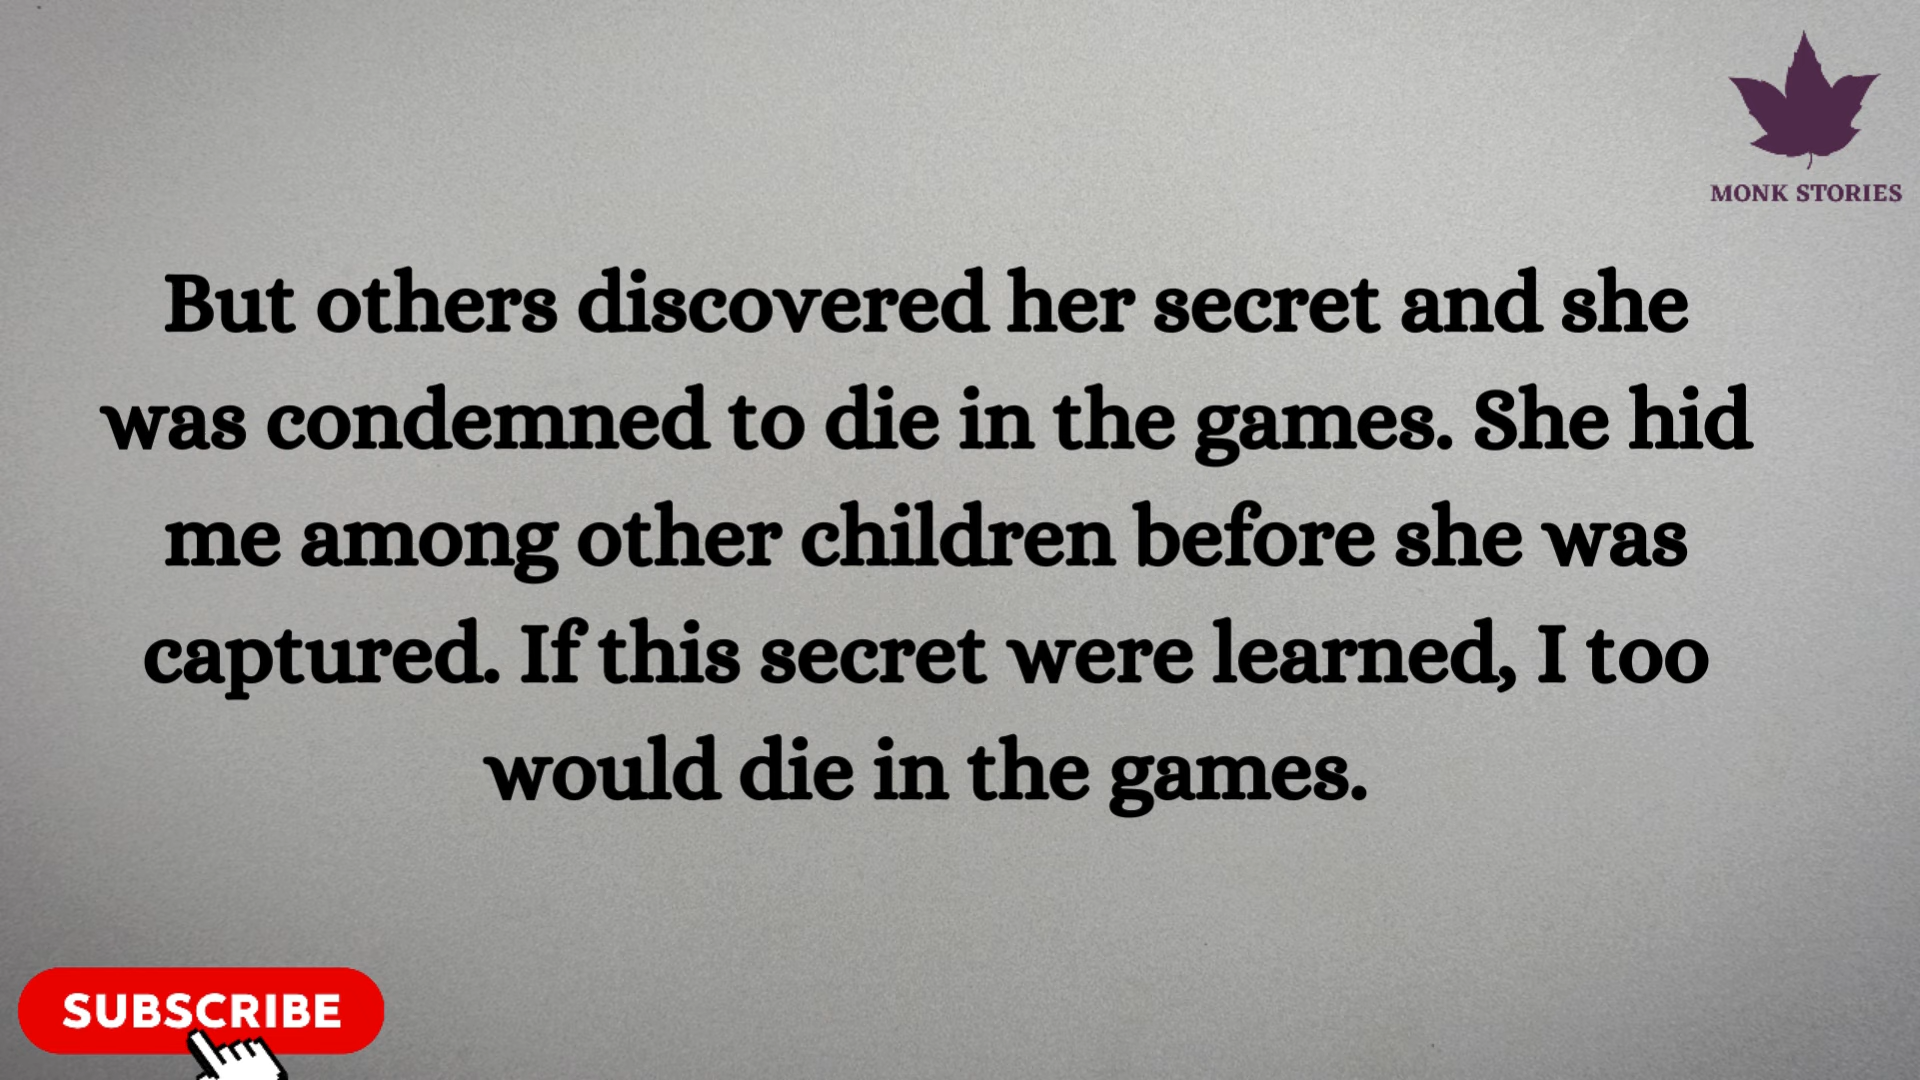 MONK STORIES
But others discovered her secret and she
was condemned to die in the games. She hid
me among other children before she was
captured. If this secret were learned, I too
would die in the games.
SUBSCRIBE